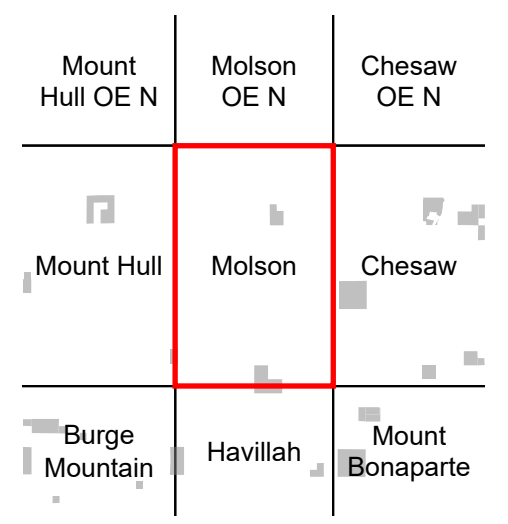 Mount
Hull OE N
Molson
OE N
Chesaw
OE N
Mount Hull
Molson
Chesaw
Burge
Mountain
Havillah
Mount
Bonaparte